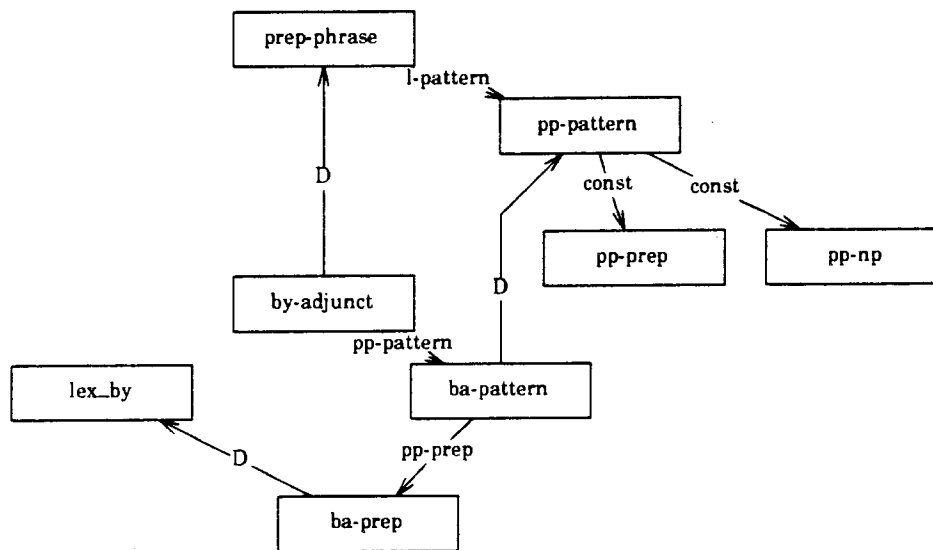 prep-phrase
l-pattern
pp-pattern
D
const
const
pp-prep
pp-np
D
by-adjunct
pp-pattern
lex_by
ba-pattern
pp-prep
D
ba-prep